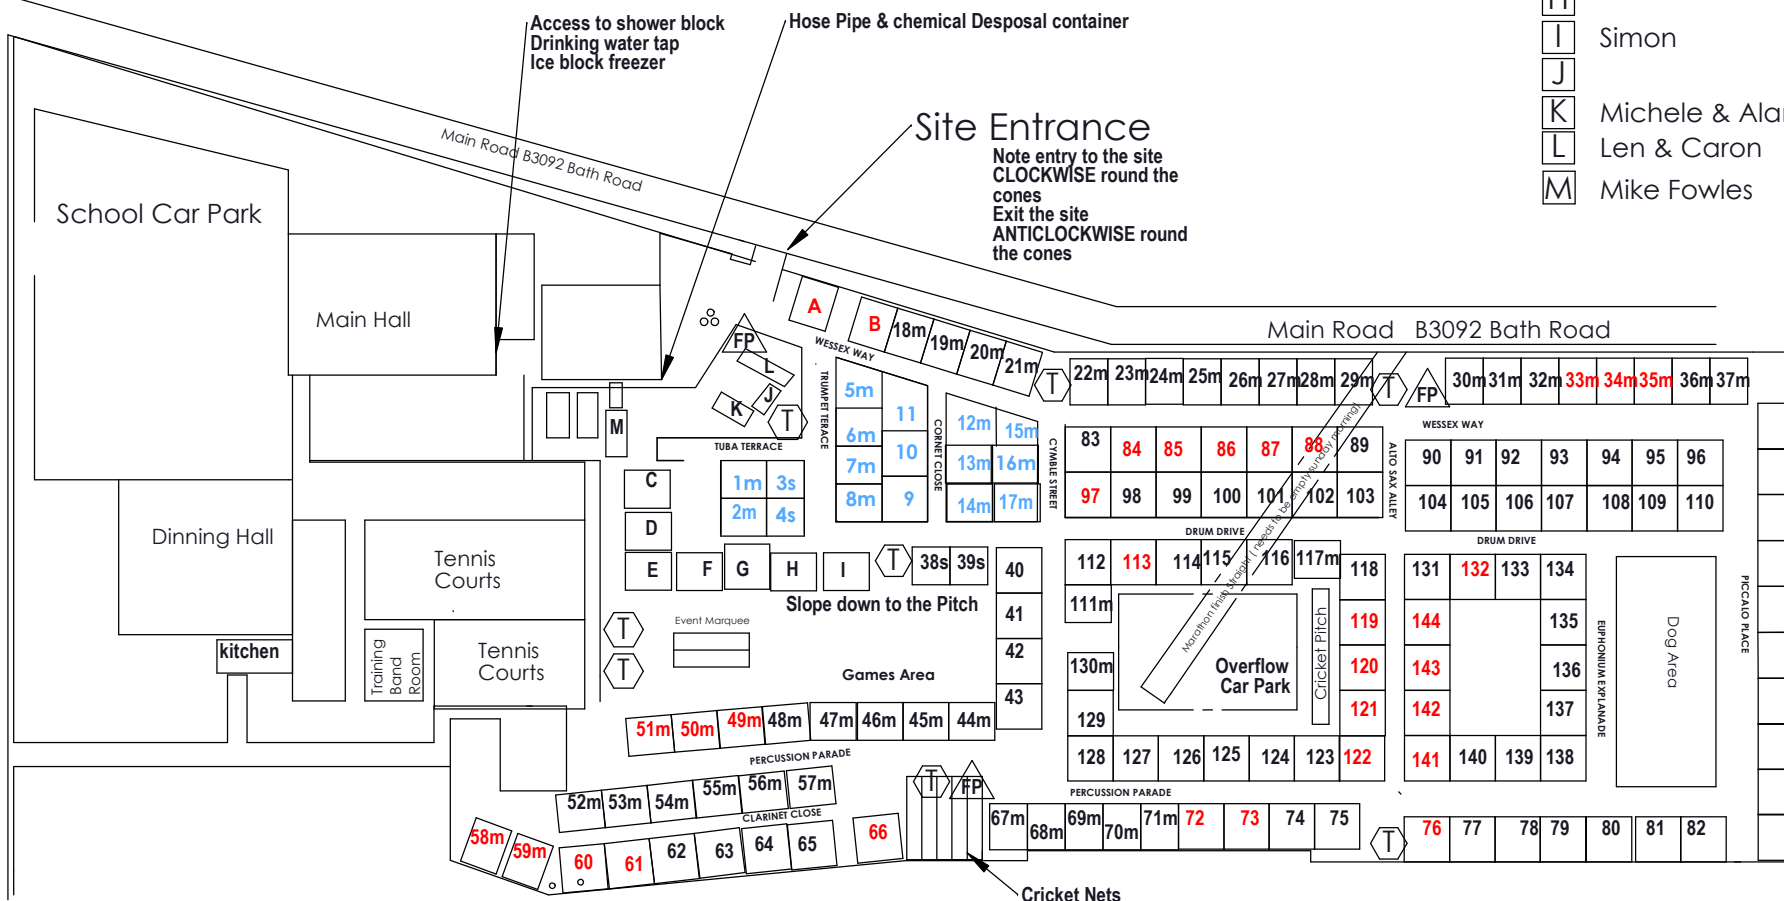 Access to shower block
Drinking water tap
Ice block freezer
Hose Pipe & chemical Desposal container
H
I Simon
J
K Michele & Alan
L Len & Caron
M Mike Fowles
Site Entrance
Note entry to the site
CLOCKWISE round the
cones
Exit the site
ANTICLOCKWISE round
the cones
Main Road B3092 Bath Road
School Car Park
Main Hall
Dinning Hall
kitchen
Tennis
Courts
Tennis
Courts
Training
Band
Room
Main Road B3092 Bath Road
A
B 18m 19m 20m 21m
WESSEX WAY
FP
L
J
K
T
M
TUBA TERRACE
TRUMPET TERACE
CORNET CLOSE
CYMBLE STREET
T 22m 23m 24m 25m 26m 27m 28m 29m T FP 30m 31m 32m 33m 34m 35m 36m 37m
WESSEX WAY
5m
6m
7m
8m
11
10
9
12m 15m
13m 16m
14m 17m
1m 3s
2m 4s
C
D
E F G H I T 38s 39s
40
41
42
43
Slope down to the Pitch
Event Marquee
T
T
Games Area
83 84 85 86 87 88 89
97 98 99 100 101 102 103
ALTO SAX ALLEY
90 91 92 93 94 95 96
104 105 106 107 108 109 110
DRUM DRIVE
DRUM DRIVE
112 113 114 115 116 117m 118
111m
130m
129
128 127 126 125 124 123 122
119
120
121
Marathon finish straight ( needs to be empty sunday morning)
Overflow
Car Park
Cricket Pitch
131 132 133 134
144 135
143 136
142 137
141 140 139 138
EUPHONIUM EXPLANADE
Dog Area
PICCALO PLACE
51m 50m 49m 48m 47m 46m 45m 44m
PERCUSSION PARADE
52m 53m 54m 55m 56m 57m
CLARINET CLOSE
58m 59m 60 61 62 63 64 65 66
T FP
Cricket Nets
PERCUSSION PARADE
67m 68m 69m 70m 71m 72 73 74 75
T 76 77 78 79 80 81 82